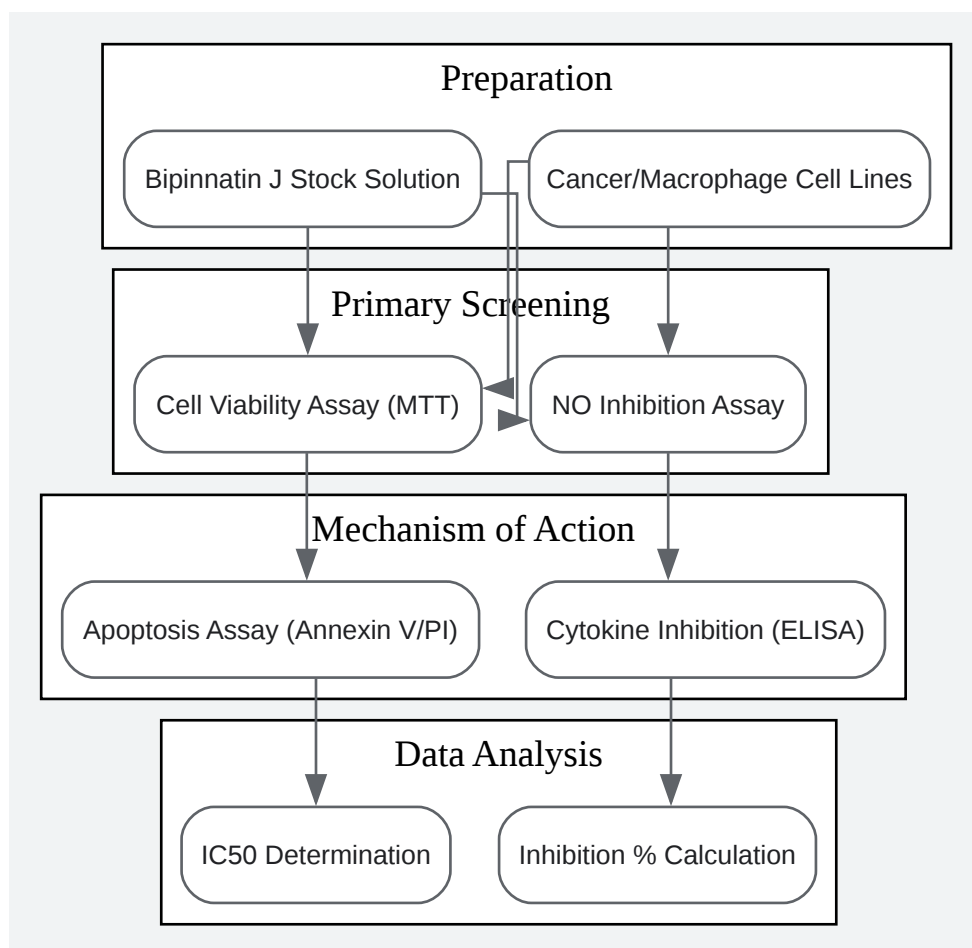 Preparation
Bipinnatin J Stock Solution
Cancer/Macrophage Cell Lines
Primary Screening
Cell Viability Assay (MTT)
NO Inhibition Assay
Mechanism of Action
Apoptosis Assay (Annexin V/PI)
Cytokine Inhibition (ELISA)
Data Analysis
IC50 Determination
Inhibition % Calculation